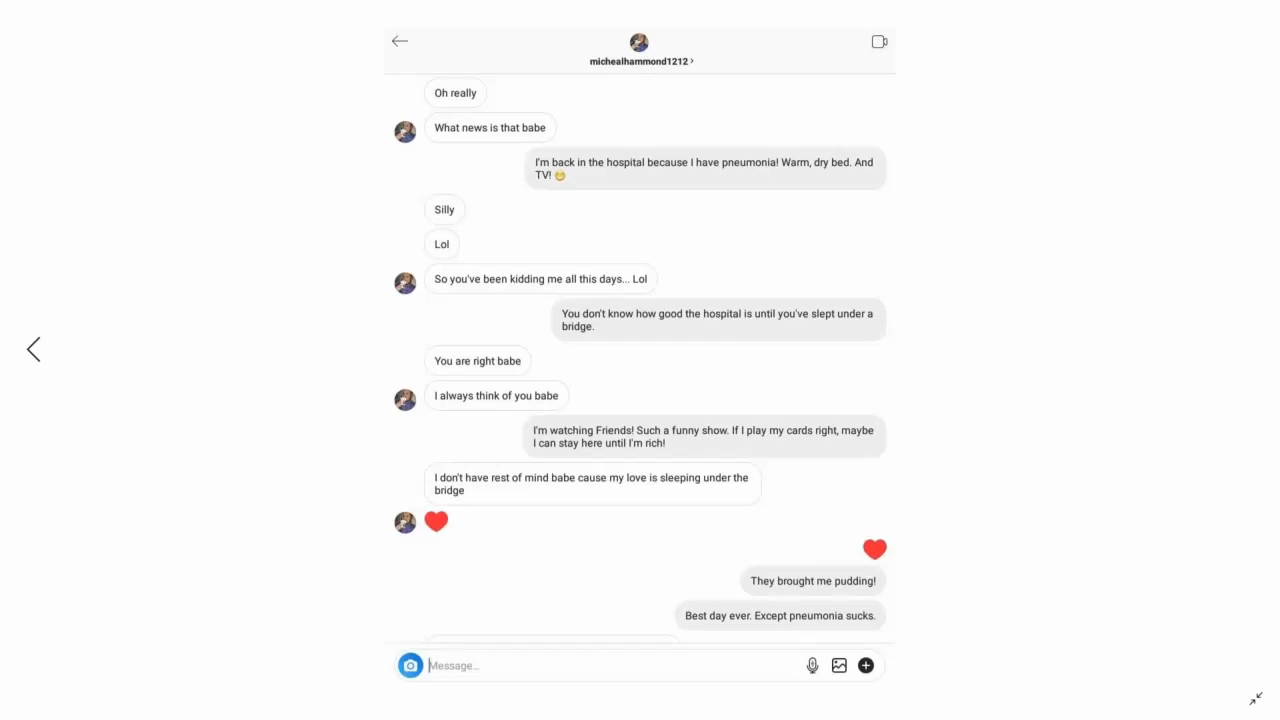 michealhammond1212 ›
Oh really
What news is that babe
I'm back in the hospital because I have pneumonia! Warm, dry bed. And
TV! 😁
Silly
Lol
So you've been kidding me all this days... Lol
You don't know how good the hospital is until you've slept under a
bridge.
You are right babe
I always think of you babe
I'm watching Friends! Such a funny show. If I play my cards right, maybe
I can stay here until I'm rich!
I don't have rest of mind babe cause my love is sleeping under the
bridge
They brought me pudding!
Best day ever. Except pneumonia sucks.
Message...